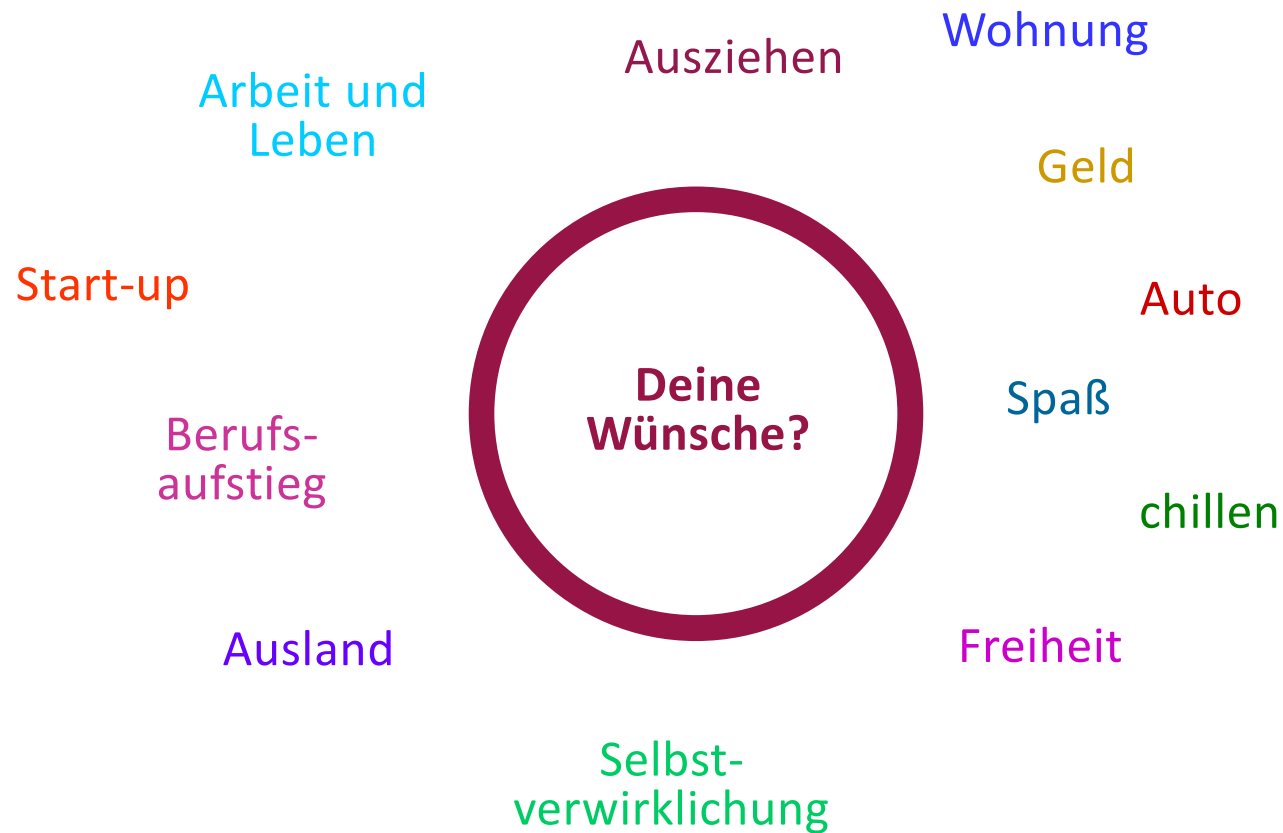 Wohnung
Ausziehen
Arbeit und
Leben
Geld
Start-up
Auto
Deine
Wünsche?
Spaß
Berufs-
aufstieg
chillen
Ausland
Freiheit
Selbst-
verwirklichung